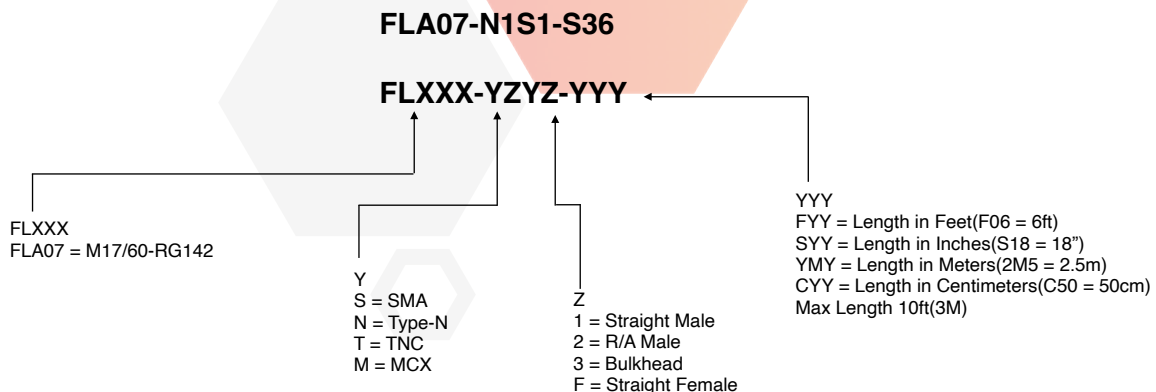 FLA07-N1S1-S36
FLXXX-YZYZ-YYY
FLXXX
FLA07 = M17/60-RG142
Y
S = SMA
N = Type-N
T = TNC
M = MCX
Z
1 = Straight Male
2 = R/A Male
3 = Bulkhead
F = Straight Female
YYY
FYY = Length in Feet(F06 = 6ft)
SYY = Length in Inches(S18 = 18”)
YMY = Length in Meters(2M5 = 2.5m)
CYY = Length in Centimeters(C50 = 50cm)
Max Length 10ft(3M)